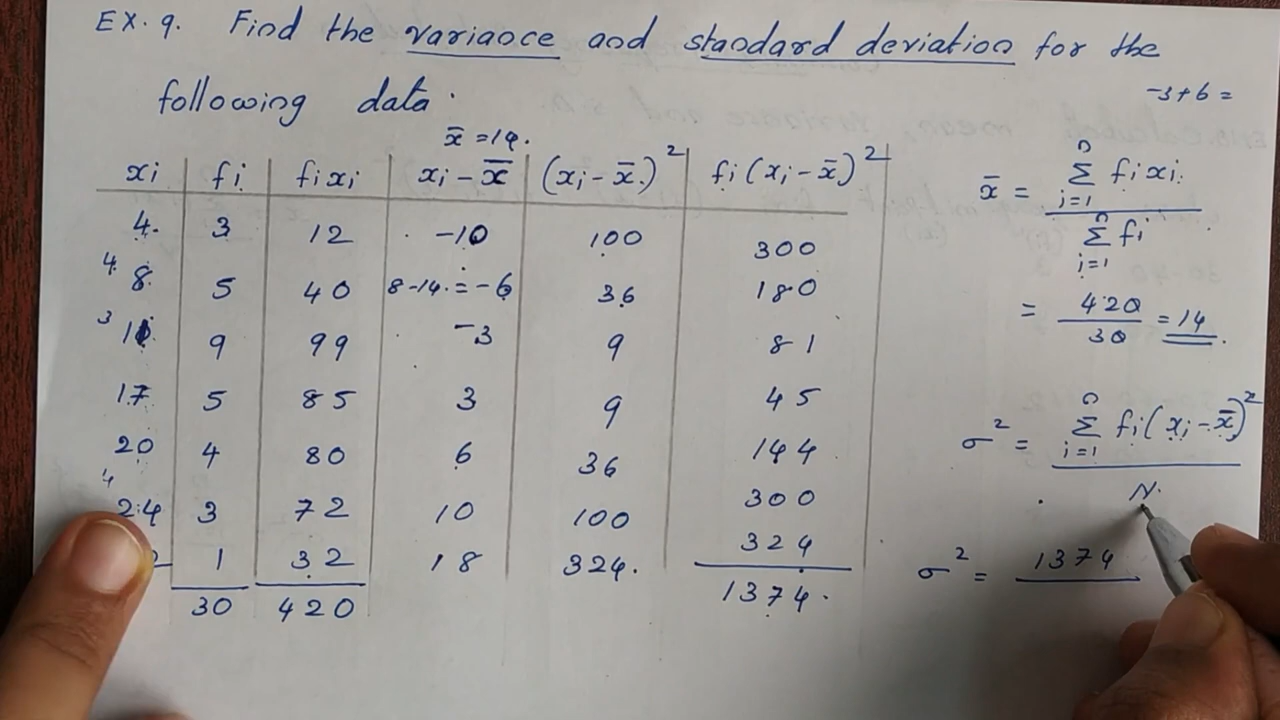 EX. 9. Find the variance and standard deviation for the
following data.
-3+6 =
x̄ = 14.
xi fi fixi xi - x̄ (xi - x̄)² fi(xi - x̄)²
4. 3 12 -10 100 300
4. 8. 5 40 8-14. = -6 36 180
3 11 9 99 -3 9 81
17 5 85 3 9 45
20 4 80 6 36 144
4 24 3 72 10 100 300
2 1 32 18 324. 324
30 420 1374.
x̄ = Σ fixi
n
i=1
Σ fi
n
i=1
= 420 = 14.
30
σ² = Σ fi(xi - x̄)²
n
i=1
N.
σ² = 1374